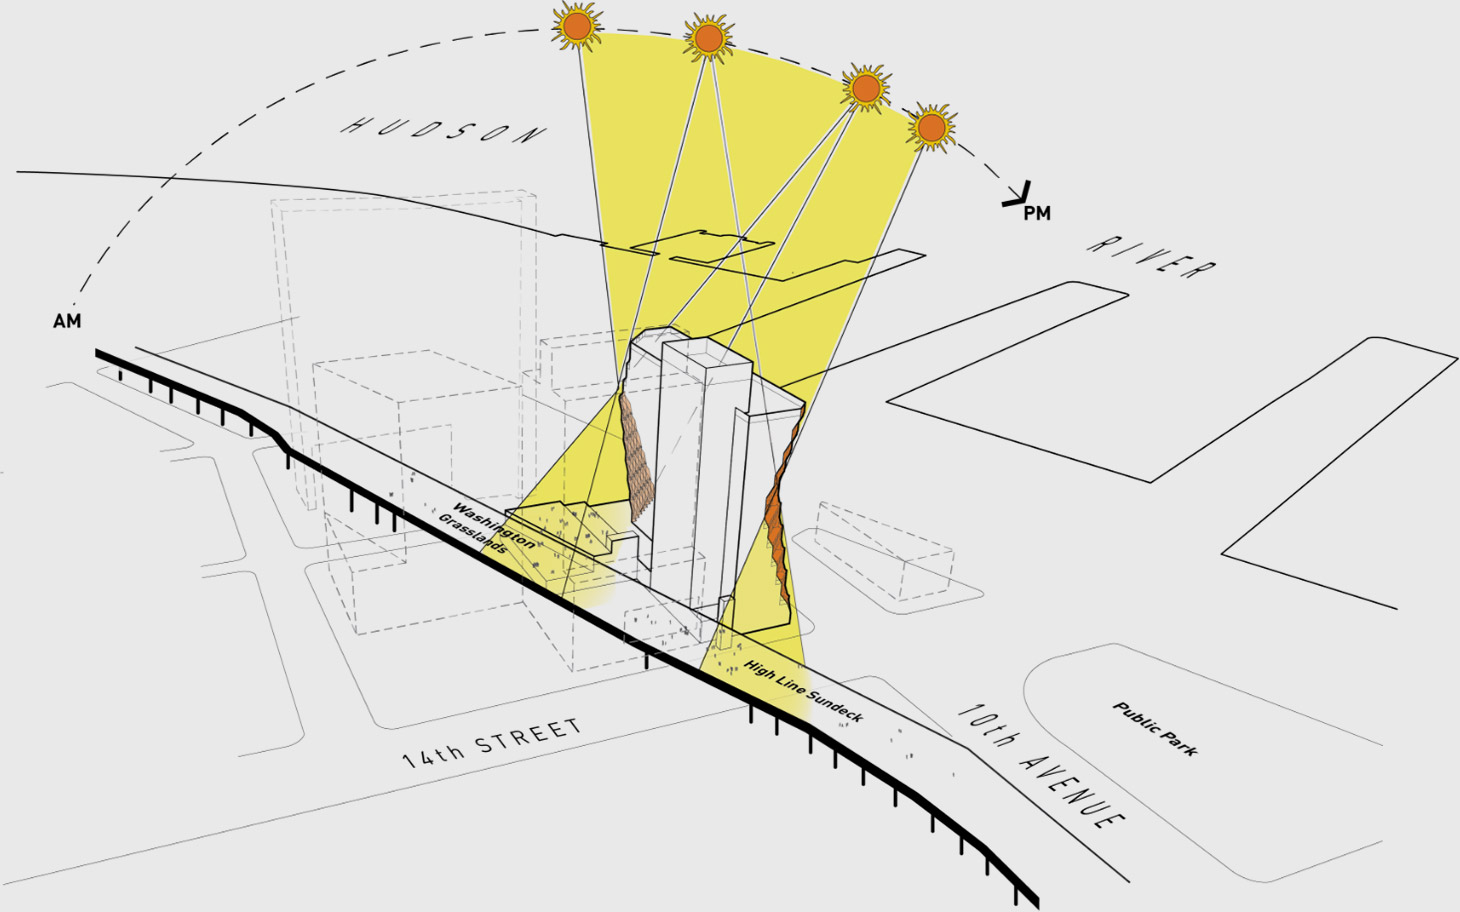 HUDSON
RIVER
AM
PM
Washington
Grasslands
High Line Sundeck
14th STREET
10th AVENUE
Public Park